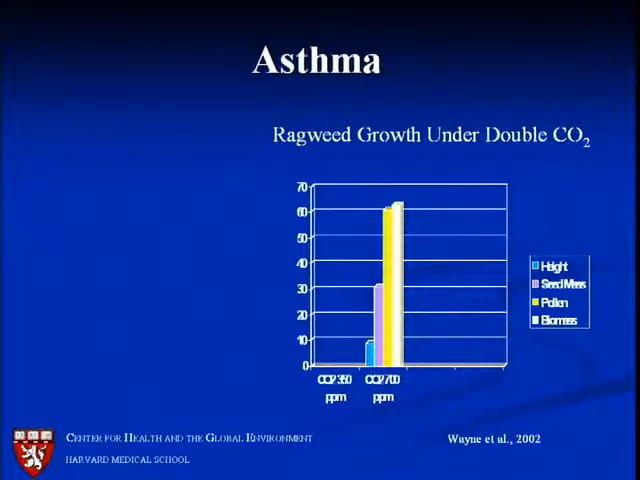 Asthma
Ragweed Growth Under Double CO2
70
60
50
40
30
20
10
0
CO2 350 ppm
CO2 700 ppm
Height
Seed Mass
Pollen
Biomass
CENTER FOR HEALTH AND THE GLOBAL ENVIRONMENT
HARVARD MEDICAL SCHOOL
Wayne et al., 2002